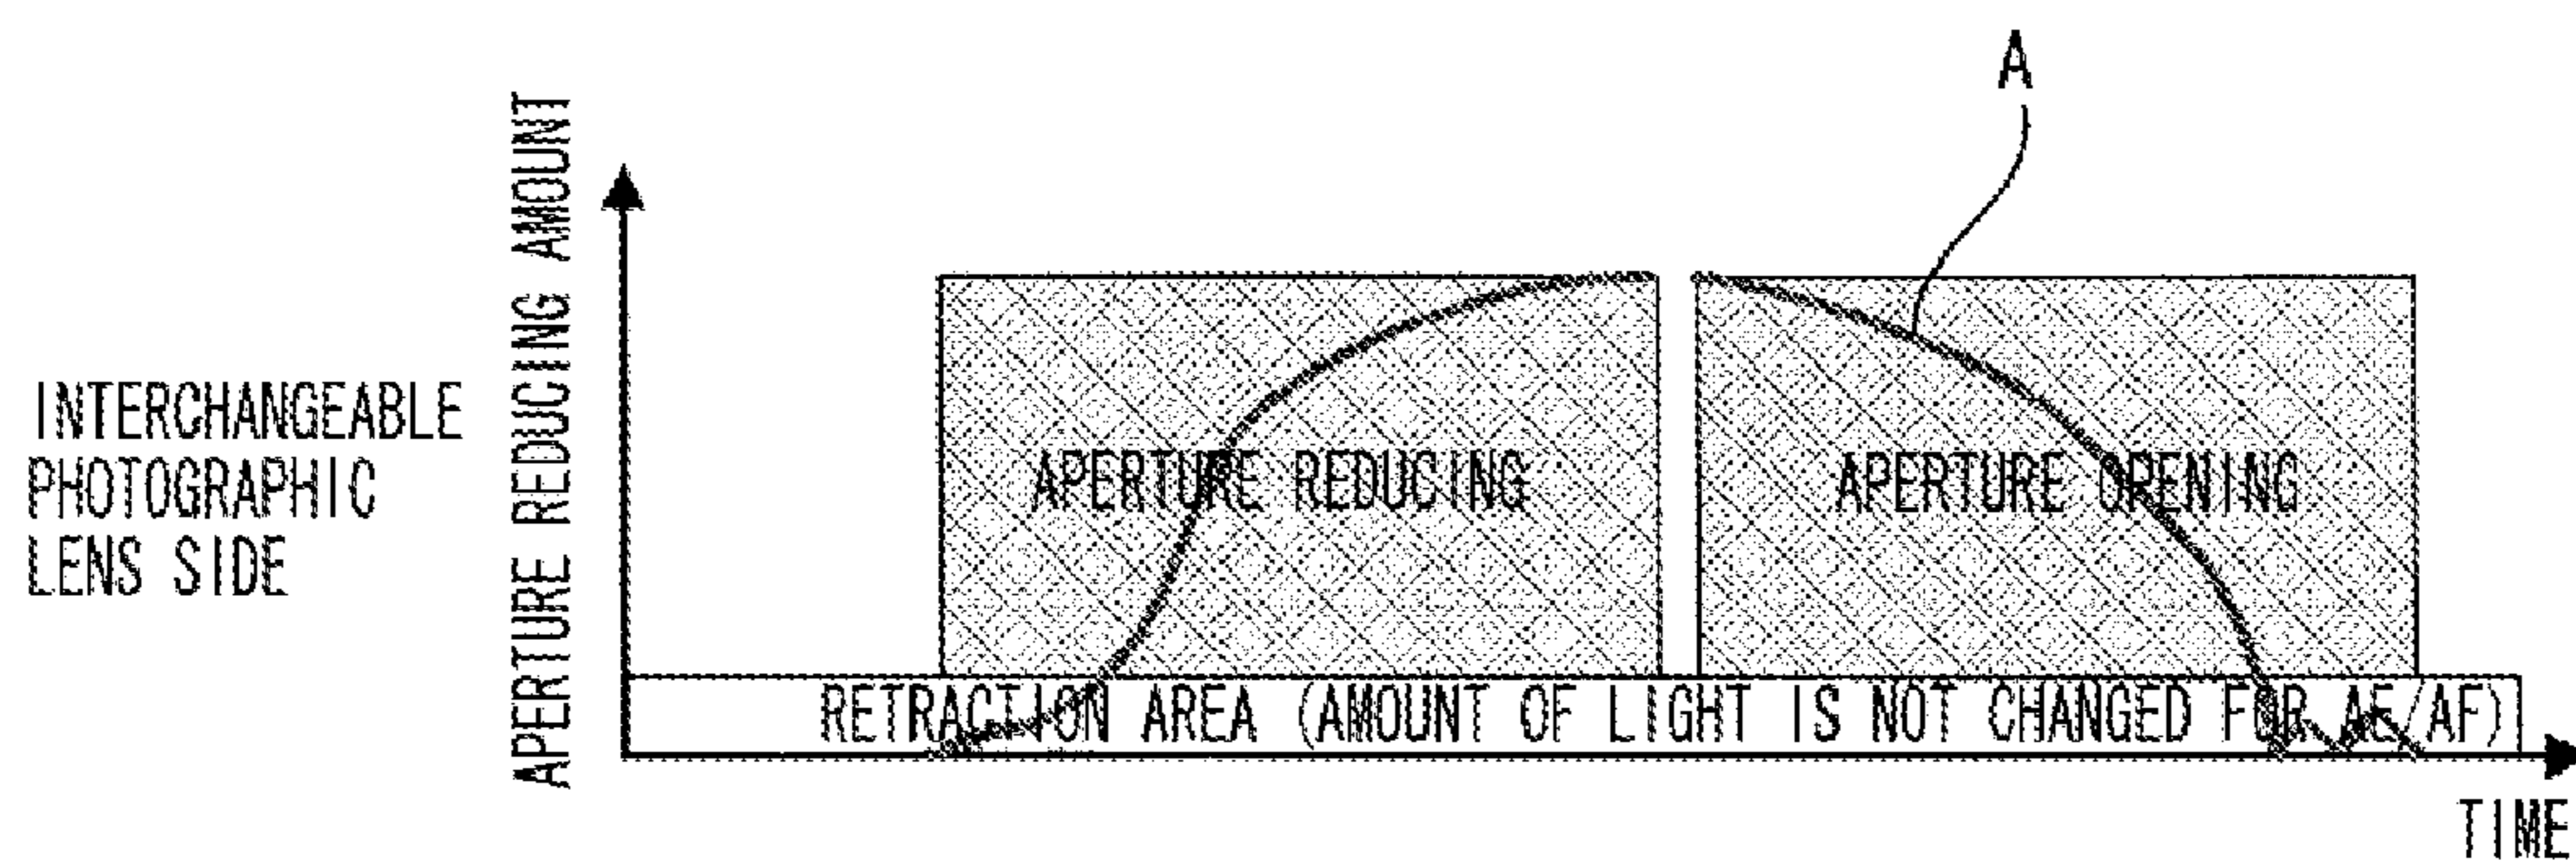 A
APERTURE REDUCING AMOUNT
INTERCHANGEABLE
PHOTOGRAPHIC
LENS SIDE
APERTURE REDUCING
APERTURE OPENING
RETRACTION AREA (AMOUNT OF LIGHT IS NOT CHANGED FOR AE/AF)
TIME